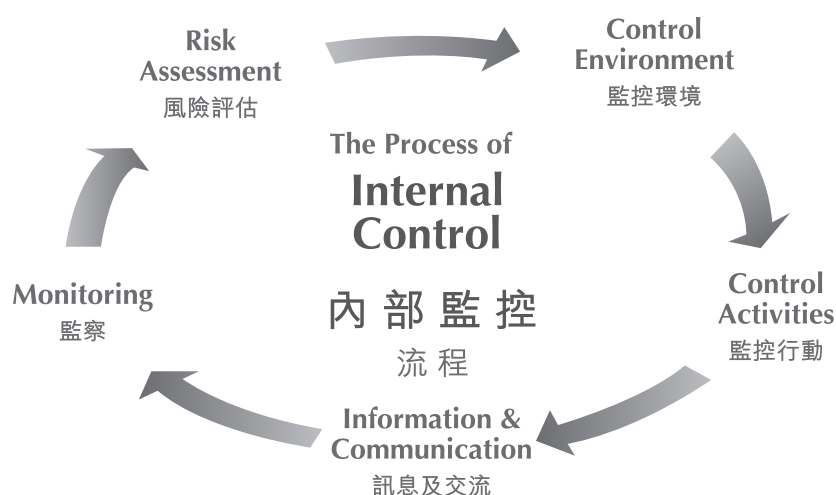 Risk
Assessment
風險評估
Control
Environment
監控環境
The Process of
Internal
Control
內部監控
流程
Control
Activities
監控行動
Monitoring
監察
Information &
Communication
訊息及交流